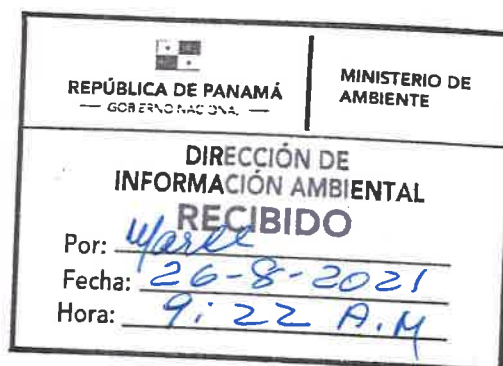 REPÚBLICA DE PANAMÁ
— GOBIERNO NACIONAL —
MINISTERIO DE
AMBIENTE
DIRECCIÓN DE
INFORMACIÓN AMBIENTAL
RECIBIDO
Por:
Fecha: 26-8-2021
Hora: 9:22 A.M